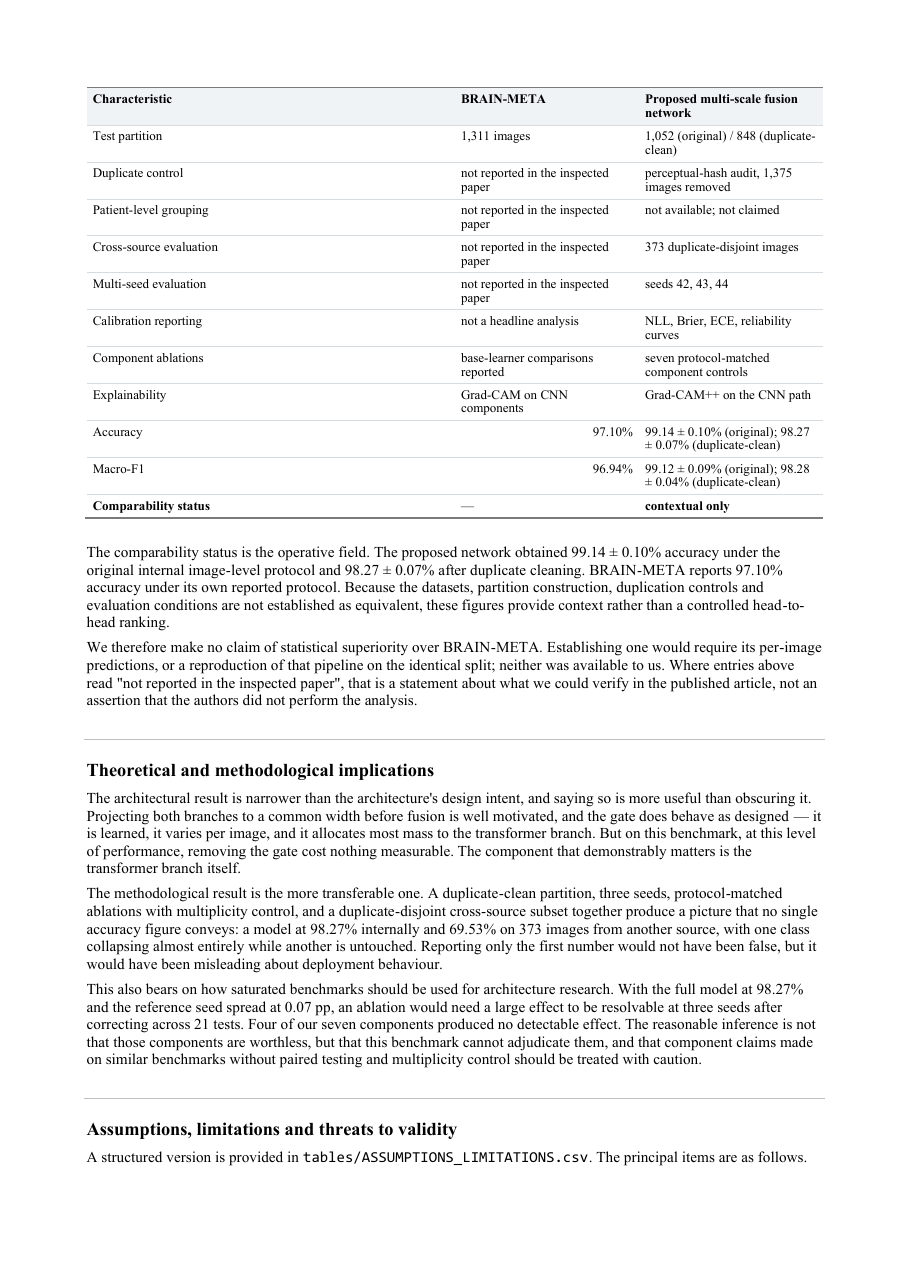 Characteristic BRAIN-META Proposed multi-scale fusion
network
Test partition 1,311 images 1,052 (original) / 848 (duplicate-
clean)
Duplicate control not reported in the inspected perceptual-hash audit, 1,375
paper images removed
Patient-level grouping not reported in the inspected not available; not claimed
paper
Cross-source evaluation not reported in the inspected 373 duplicate-disjoint images
paper
Multi-seed evaluation not reported in the inspected seeds 42, 43, 44
paper
Calibration reporting not a headline analysis NLL, Brier, ECE, reliability
curves
Component ablations base-learner comparisons seven protocol-matched
reported component controls
Explainability Grad-CAM on CNN Grad-CAM++ on the CNN path
components
Accuracy 97.10% 99.14 ± 0.10% (original); 98.27
± 0.07% (duplicate-clean)
Macro-F1 96.94% 99.12 ± 0.09% (original); 98.28
± 0.04% (duplicate-clean)
Comparability status — contextual only
The comparability status is the operative field. The proposed network obtained 99.14 ± 0.10% accuracy under the
original internal image-level protocol and 98.27 ± 0.07% after duplicate cleaning. BRAIN-META reports 97.10%
accuracy under its own reported protocol. Because the datasets, partition construction, duplication controls and
evaluation conditions are not established as equivalent, these figures provide context rather than a controlled head-to-
head ranking.
We therefore make no claim of statistical superiority over BRAIN-META. Establishing one would require its per-image
predictions, or a reproduction of that pipeline on the identical split; neither was available to us. Where entries above
read "not reported in the inspected paper", that is a statement about what we could verify in the published article, not an
assertion that the authors did not perform the analysis.
Theoretical and methodological implications
The architectural result is narrower than the architecture's design intent, and saying so is more useful than obscuring it.
Projecting both branches to a common width before fusion is well motivated, and the gate does behave as designed — it
is learned, it varies per image, and it allocates most mass to the transformer branch. But on this benchmark, at this level
of performance, removing the gate cost nothing measurable. The component that demonstrably matters is the
transformer branch itself.
The methodological result is the more transferable one. A duplicate-clean partition, three seeds, protocol-matched
ablations with multiplicity control, and a duplicate-disjoint cross-source subset together produce a picture that no single
accuracy figure conveys: a model at 98.27% internally and 69.53% on 373 images from another source, with one class
collapsing almost entirely while another is untouched. Reporting only the first number would not have been false, but it
would have been misleading about deployment behaviour.
This also bears on how saturated benchmarks should be used for architecture research. With the full model at 98.27%
and the reference seed spread at 0.07 pp, an ablation would need a large effect to be resolvable at three seeds after
correcting across 21 tests. Four of our seven components produced no detectable effect. The reasonable inference is not
that those components are worthless, but that this benchmark cannot adjudicate them, and that component claims made
on similar benchmarks without paired testing and multiplicity control should be treated with caution.
Assumptions, limitations and threats to validity
A structured version is provided in tables/ASSUMPTIONS_LIMITATIONS.csv. The principal items are as follows.